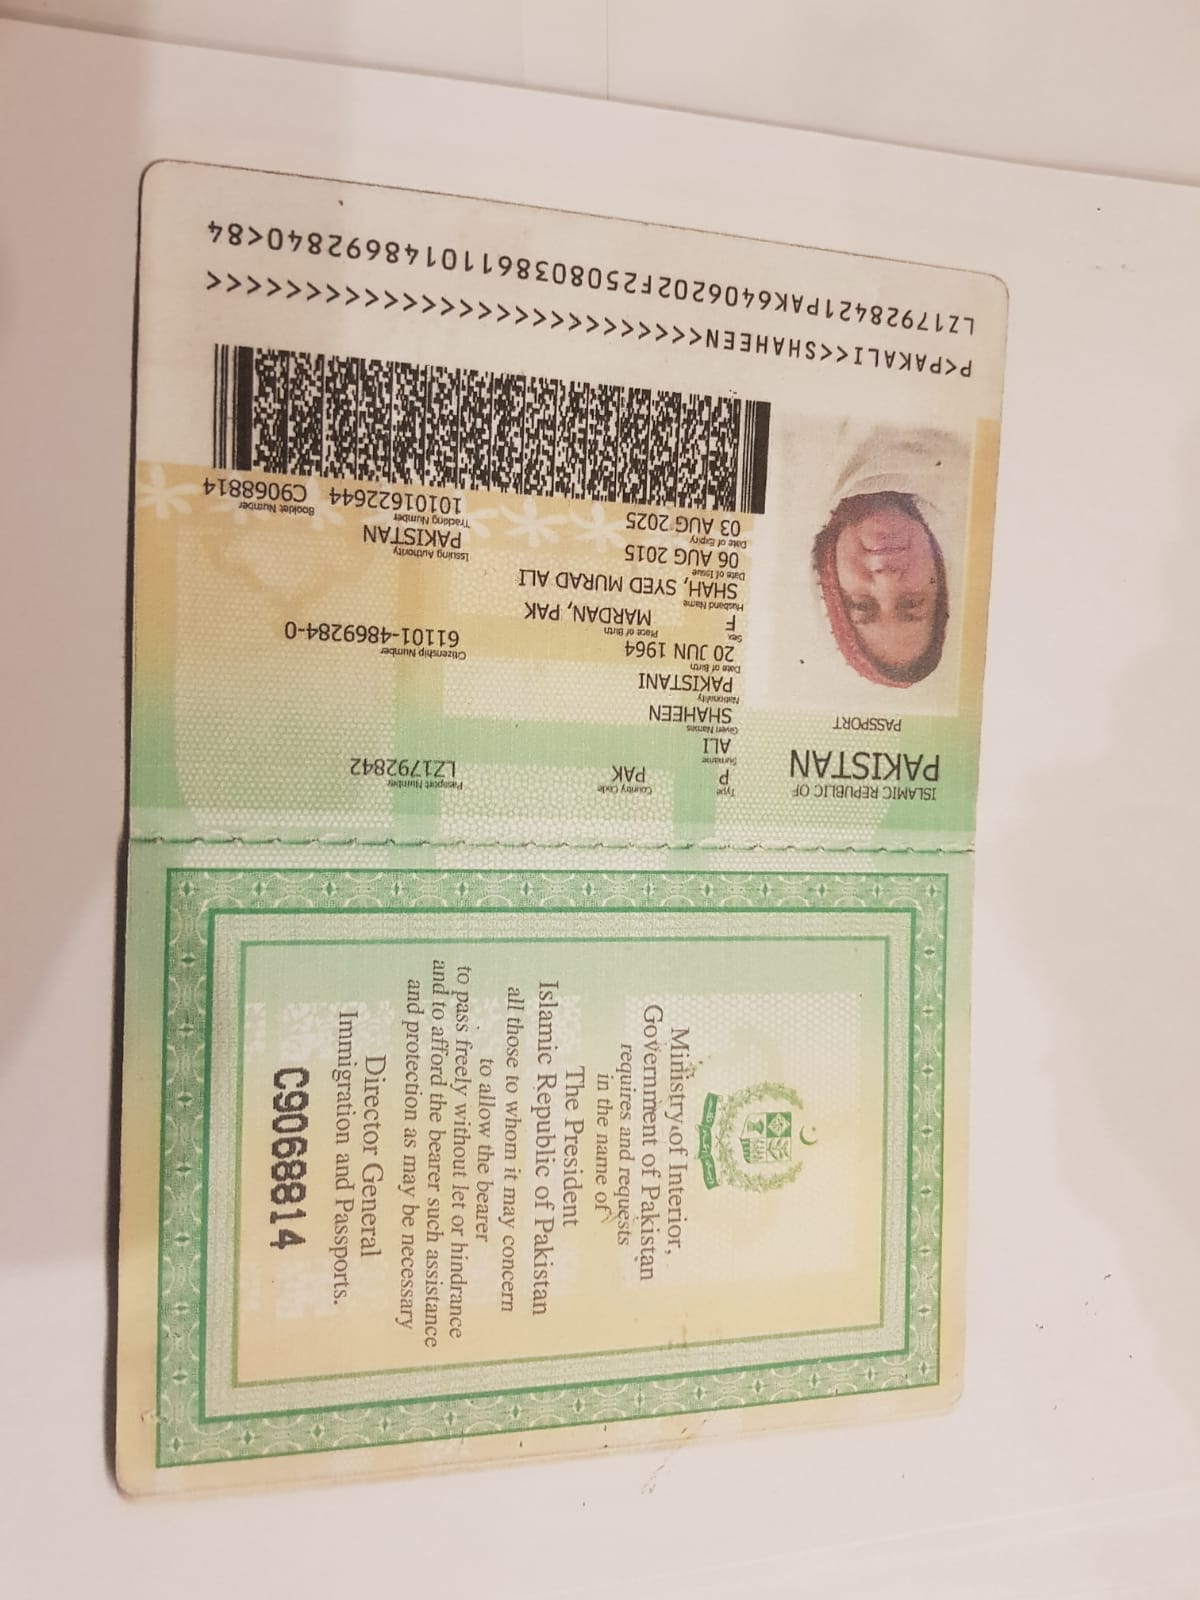 Ministry of Interior,
Government of Pakistan
requires and requests
in the name of
The President
Islamic Republic of Pakistan
all those to whom it may concern
to allow the bearer
to pass freely without let or hindrance
and to afford the bearer such assistance
and protection as may be necessary
Director General
Immigration and Passports.
C9068814
ISLAMIC REPUBLIC OF
PAKISTAN
PASSPORT
Type Country Code Passport Number
P PAK LZ1792842
Surname
ALI
Given Names
SHAHEEN
Nationality
PAKISTANI
Date of Birth Citizenship Number
20 JUN 1964 61101-4869284-0
Sex Place of Birth
F MARDAN, PAK
Husband Name
SHAH, SYED MURAD ALI
Date of Issue Issuing Authority
06 AUG 2015 PAKISTAN
Date of Expiry Tracking Number Booklet Number
03 AUG 2025 10101622644 C9068814
P<PAKALI<<SHAHEEN<<<<<<<<<<<<<<<<<<<<<<<<<<<
LZ17928421PAK6406202F25080386110148692840<84